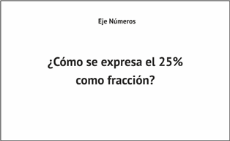 Eje Números
¿Cómo se expresa el 25%
como fracción?